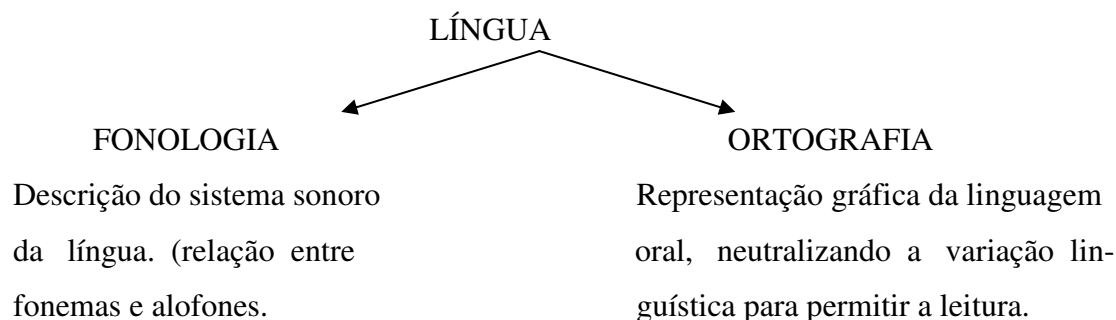 LÍNGUA
FONOLOGIA
Descrição do sistema sonoro
da língua. (relação entre
fonemas e alofones.
ORTOGRAFIA
Representação gráfica da linguagem
oral, neutralizando a variação lin-
guística para permitir a leitura.